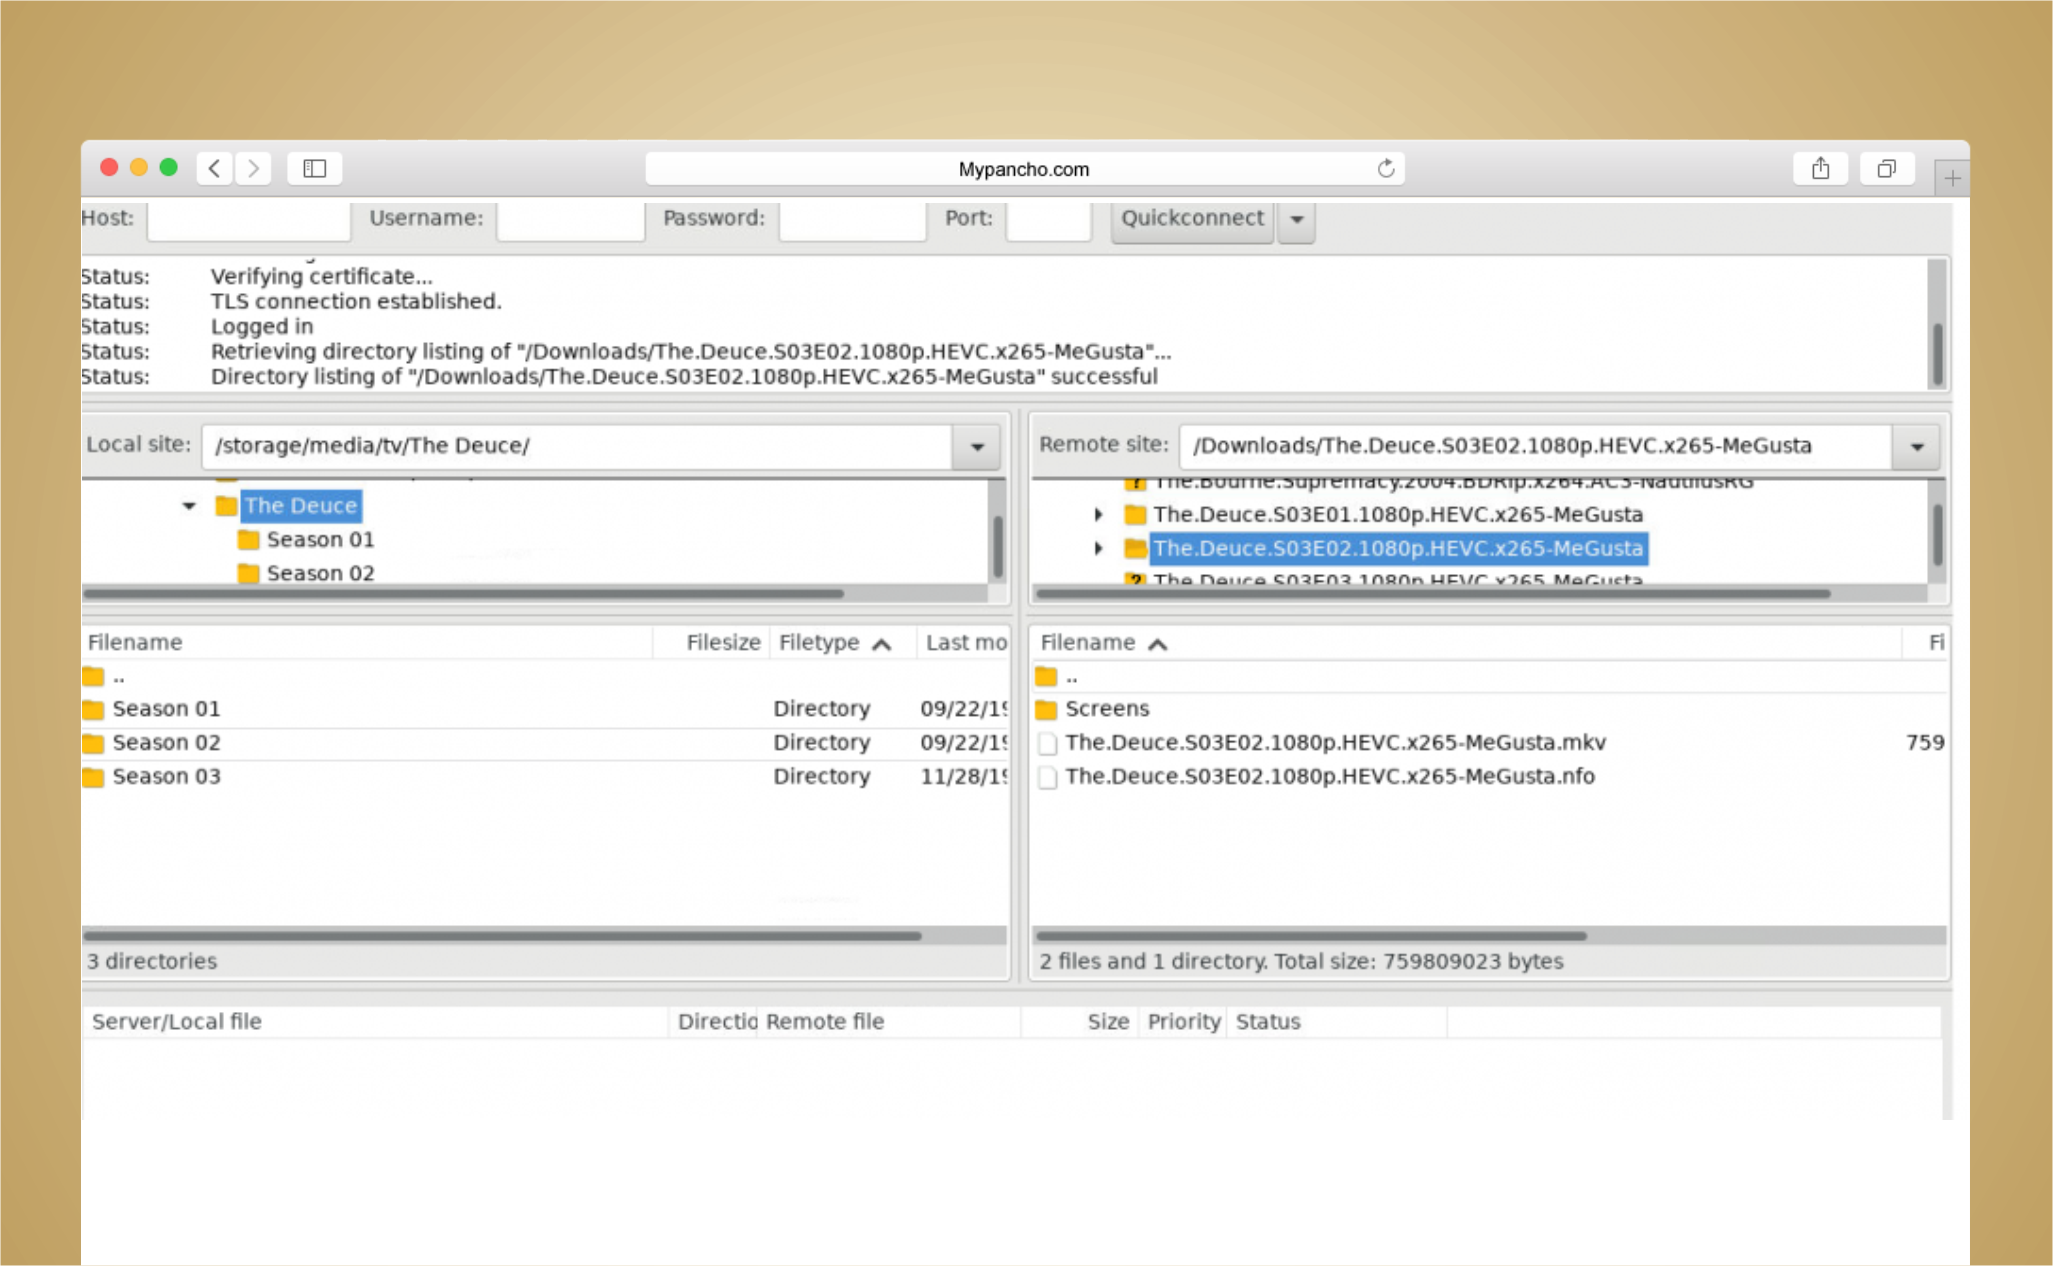 Mypancho.com
Host: Username: Password: Port: Quickconnect
Status: Verifying certificate...
Status: TLS connection established.
Status: Logged in
Status: Retrieving directory listing of "/Downloads/The.Deuce.S03E02.1080p.HEVC.x265-MeGusta"...
Status: Directory listing of "/Downloads/The.Deuce.S03E02.1080p.HEVC.x265-MeGusta" successful
Local site: /storage/media/tv/The Deuce/
The Deuce
Season 01
Season 02
Remote site: /Downloads/The.Deuce.S03E02.1080p.HEVC.x265-MeGusta
The.Bourne.Supremacy.2004.BDRip.x264.AC3-NautilusRG
The.Deuce.S03E01.1080p.HEVC.x265-MeGusta
The.Deuce.S03E02.1080p.HEVC.x265-MeGusta
The.Deuce.S03E03.1080p.HEVC.x265-MeGusta
Filename Filesize Filetype Last mo
..
Season 01 Directory 09/22/19
Season 02 Directory 09/22/19
Season 03 Directory 11/28/19
3 directories
Filename Fi
..
Screens
The.Deuce.S03E02.1080p.HEVC.x265-MeGusta.mkv 759
The.Deuce.S03E02.1080p.HEVC.x265-MeGusta.nfo
2 files and 1 directory. Total size: 759809023 bytes
Server/Local file Directio Remote file Size Priority Status